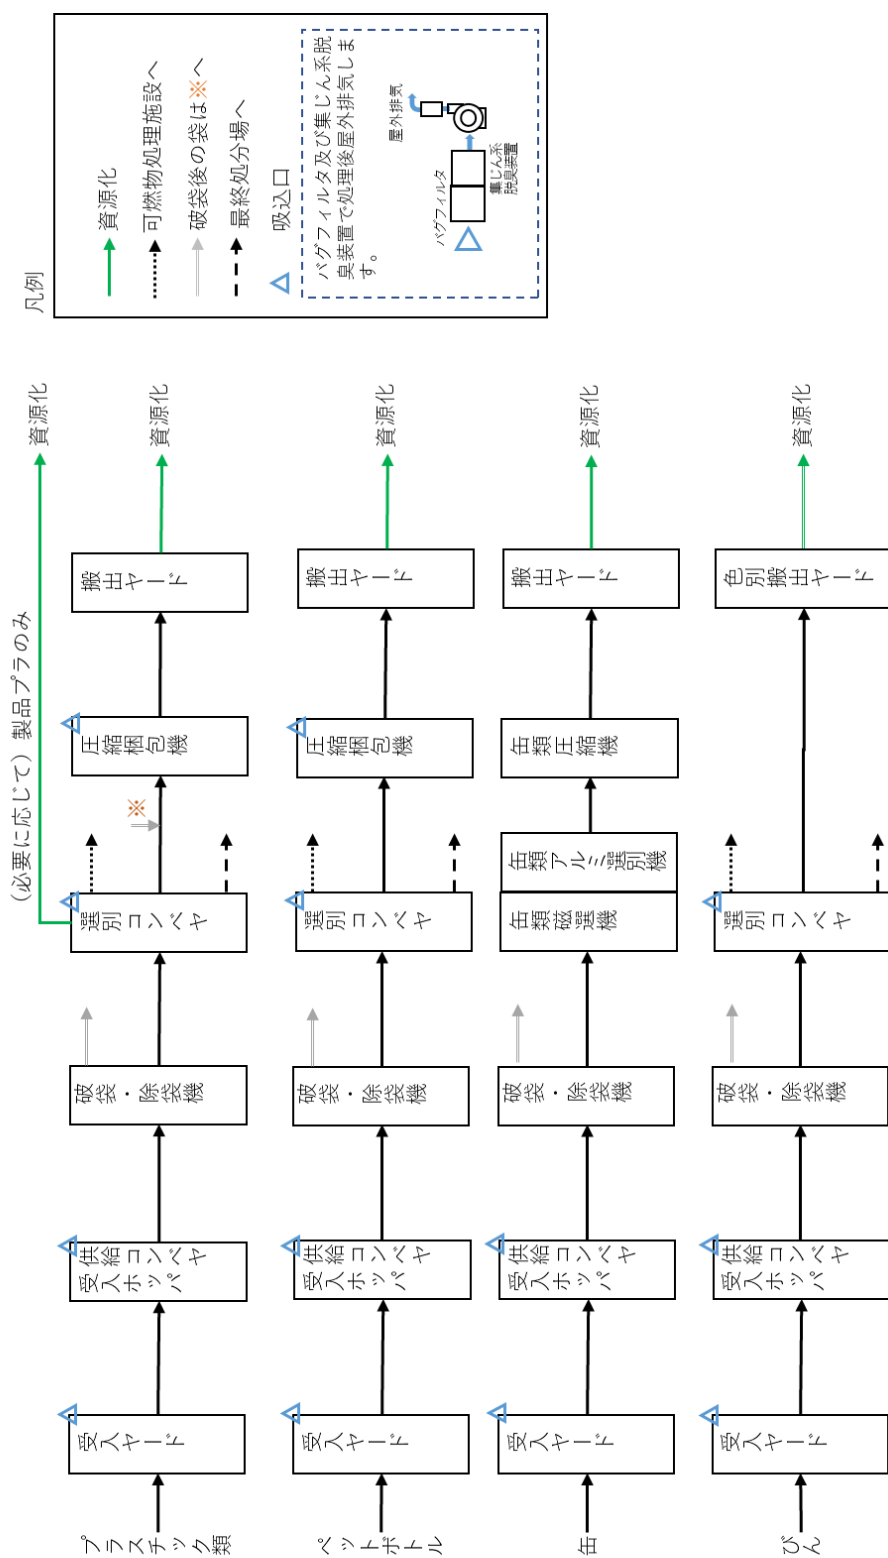 凡例
資源化
可燃物処理施設へ
破袋後の袋は※へ
最終処分場へ
吸込口
バグフィルタ及び集じん系脱
臭装置で処理後屋外排気しま
す。
バグフィルタ
集じん系
脱臭装置
屋外排気
(必要に応じて)製品プラのみ
資源化
プラスチック類
受入ヤード
受入ホッパ
供給コンベヤ
破袋・除袋機
選別コンベヤ
※
圧縮梱包機
搬出ヤード
資源化
ペットボトル
受入ヤード
受入ホッパ
供給コンベヤ
破袋・除袋機
選別コンベヤ
圧縮梱包機
搬出ヤード
資源化
缶
受入ヤード
受入ホッパ
供給コンベヤ
破袋・除袋機
缶類磁選機
缶類アルミ選別機
缶類圧縮機
搬出ヤード
資源化
びん
受入ヤード
受入ホッパ
供給コンベヤ
破袋・除袋機
選別コンベヤ
色別搬出ヤード
資源化